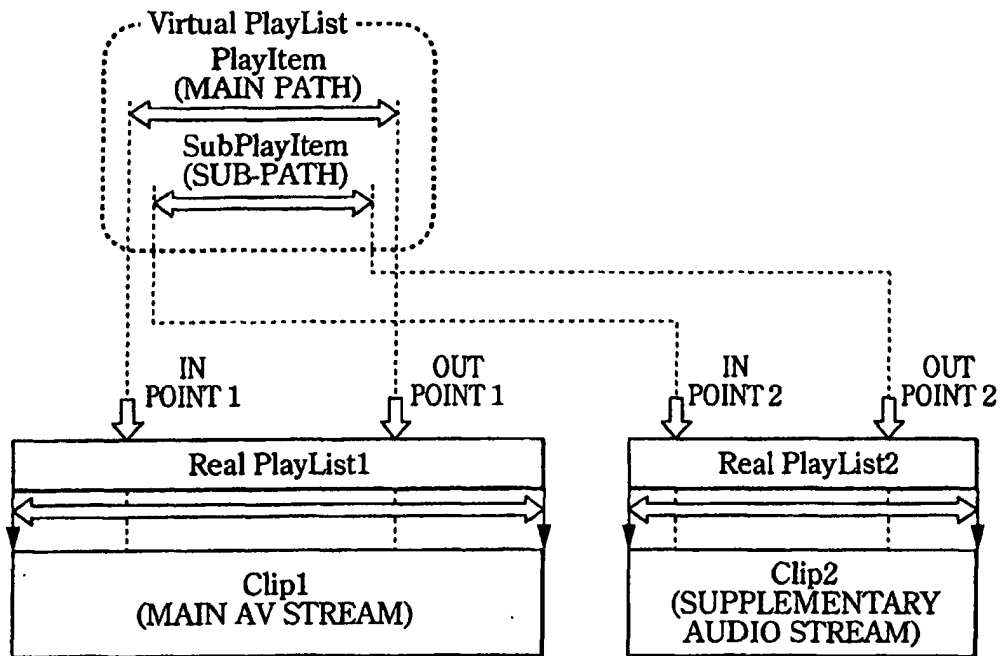 Virtual PlayList
PlayItem
(MAIN PATH)
SubPlayItem
(SUB-PATH)
IN
POINT 1
OUT
POINT 1
IN
POINT 2
OUT
POINT 2
Real PlayList1
Real PlayList2
Clip1
(MAIN AV STREAM)
Clip2
(SUPPLEMENTARY
AUDIO STREAM)